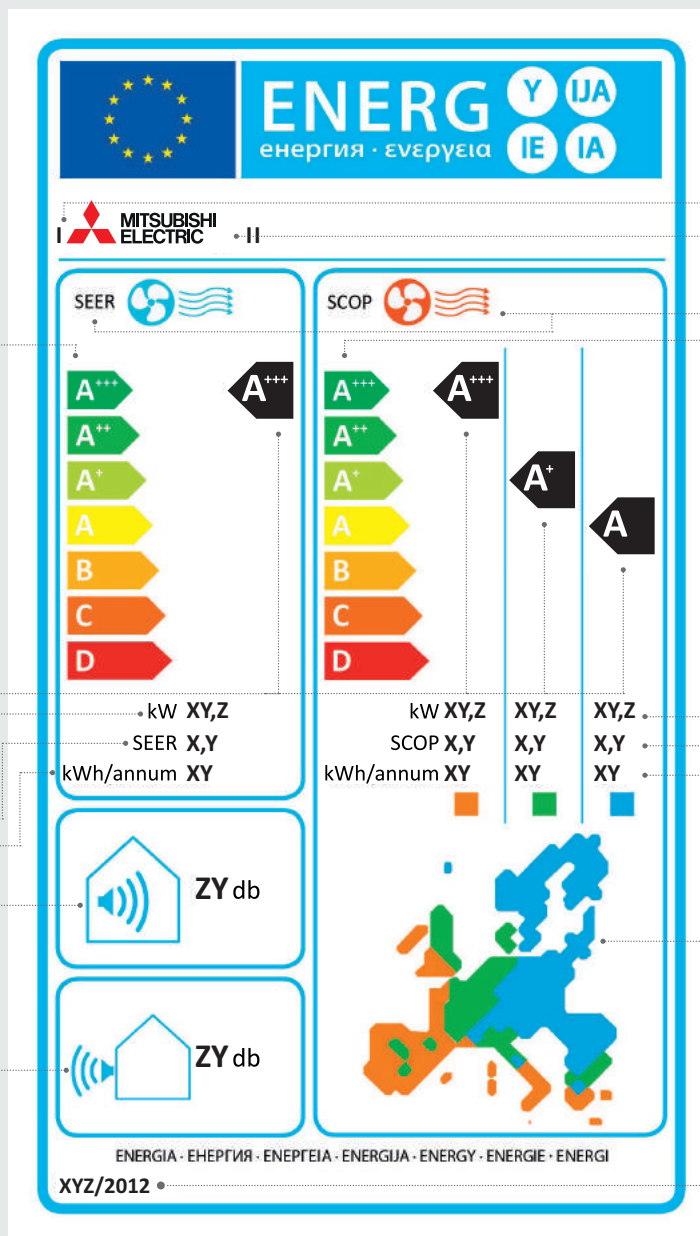 ENERG
енергия · ενεργεια
Y
IJA
IE
IA
I
MITSUBISHI
ELECTRIC
II
SEER
A+++
A+++
A++
A+
A
B
C
D
kW XY,Z
SEER X,Y
kWh/annum XY
SCOP
A+++
A+++
A++
A+
A+
A
A
B
C
D
kW XY,Z XY,Z XY,Z
SCOP X,Y X,Y X,Y
kWh/annum XY XY XY
ZY db
ZY db
ENERGIA · ЕНЕРГИЯ · ΕΝΕΡΓΕΙΑ · ENERGIJA · ENERGY · ENERGIE · ENERGI
XYZ/2012